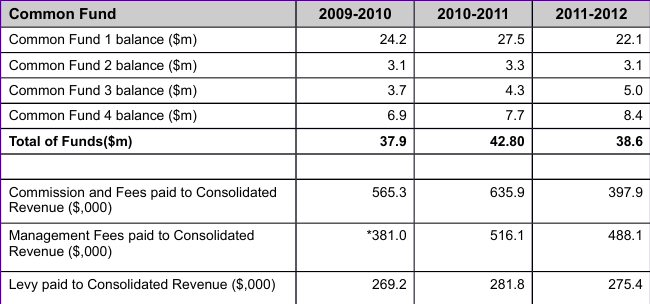 Common Fund 2009-2010 2010-2011 2011-2012
Common Fund 1 balance ($m) 24.2 27.5 22.1
Common Fund 2 balance ($m) 3.1 3.3 3.1
Common Fund 3 balance ($m) 3.7 4.3 5.0
Common Fund 4 balance ($m) 6.9 7.7 8.4
Total of Funds($m) 37.9 42.80 38.6
Commission and Fees paid to Consolidated 565.3 635.9 397.9
Revenue ($,000)
Management Fees paid to Consolidated *381.0 516.1 488.1
Revenue ($,000)
Levy paid to Consolidated Revenue ($,000) 269.2 281.8 275.4